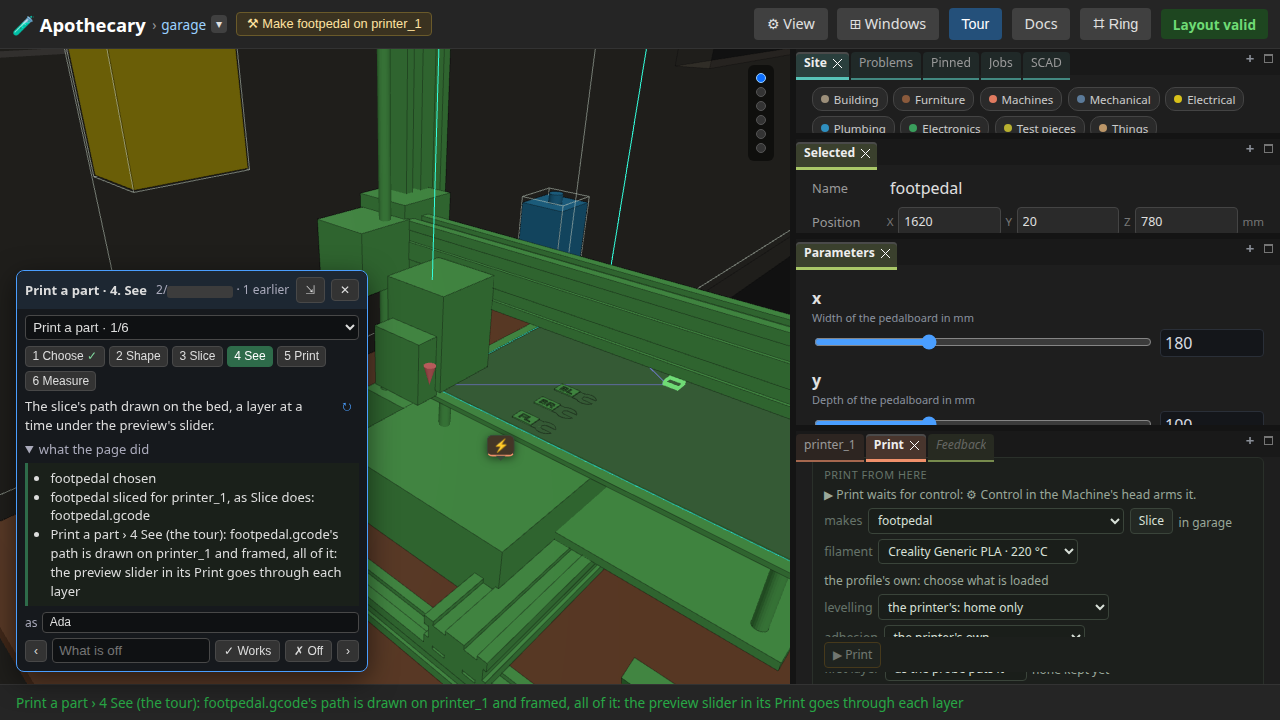 Apothecary › garage ▾ ⚒ Make footpedal on printer_1
⚙ View ⊞ Windows Tour Docs ⌗ Ring Layout valid
Site Problems Pinned Jobs SCAD
Building Furniture Machines Mechanical Electrical
Plumbing Electronics Test pieces Things
Selected
Name footpedal
Position X 1620 Y 20 Z 780 mm
Parameters
x
Width of the pedalboard in mm
180
y
Depth of the pedalboard in mm
100
printer_1 Print Feedback
PRINT FROM HERE
▶ Print waits for control: ⚙ Control in the Machine's head arms it.
makes footpedal Slice in garage
filament Creality Generic PLA · 220 °C
the profile's own: choose what is loaded
levelling the printer's: home only
adhesion the printer's own
▶ Print
Print a part · 4. See 2/ · 1 earlier
Print a part · 1/6
1 Choose ✓ 2 Shape 3 Slice 4 See 5 Print
6 Measure
The slice's path drawn on the bed, a layer at a
time under the preview's slider.
▼ what the page did
• footpedal chosen
• footpedal sliced for printer_1, as Slice does:
footpedal.gcode
• Print a part › 4 See (the tour): footpedal.gcode's
path is drawn on printer_1 and framed, all of it:
the preview slider in its Print goes through each
layer
as Ada
‹ What is off ✓ Works ✗ Off ›
Print a part › 4 See (the tour): footpedal.gcode's path is drawn on printer_1 and framed, all of it: the preview slider in its Print goes through each layer